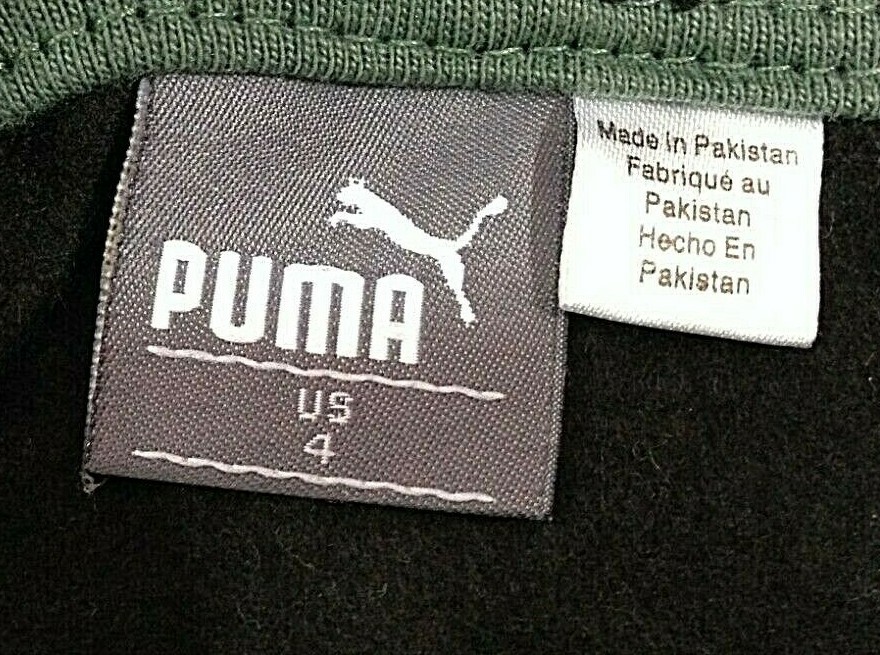 PUMA
US
4
Made In Pakistan
Fabriqué au
Pakistan
Hecho En
Pakistan